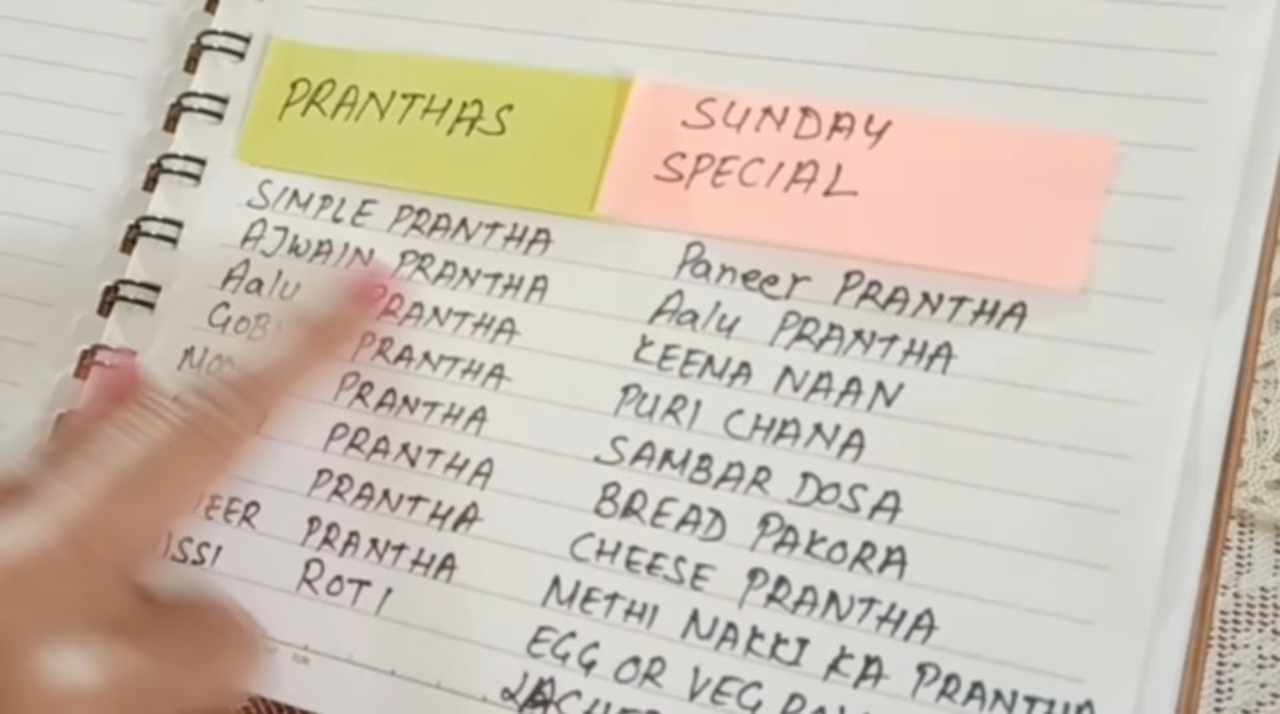 PRANTHAS
SIMPLE PRANTHA
AJWAIN PRANTHA
Aalu PRANTHA
PRANTHA
PRANTHA
PRANTHA
PRANTHA
PRANTHA
ROTI
SUNDAY
SPECIAL
Paneer PRANTHA
Aalu PRANTHA
KEENA NAAN
PURI CHANA
SAMBAR DOSA
BREAD PAKORA
CHEESE PRANTHA
METHI NAKKI KA PRANTHA
EGG OR VEG